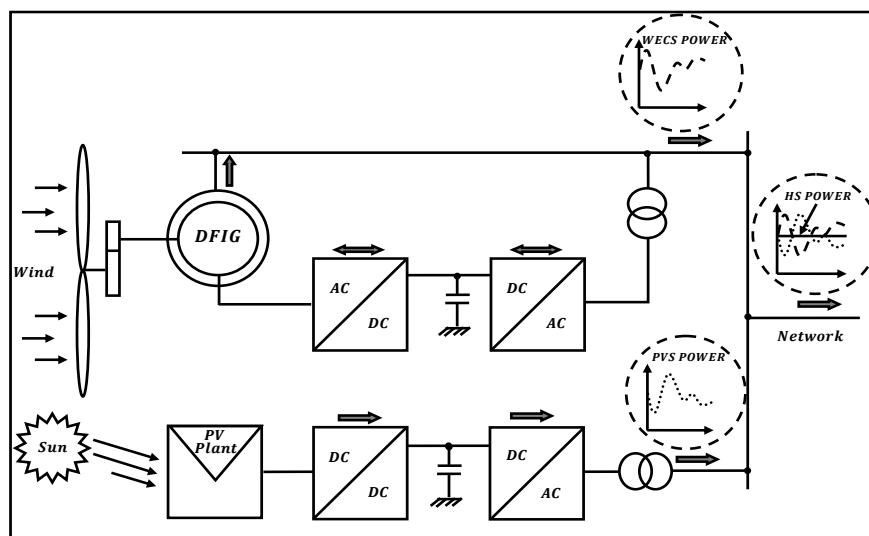 WECS POWER
HS POWER
DFIG
Wind
AC
DC
DC
AC
Network
PVS POWER
Sun
PV
Plant
DC
DC
DC
AC